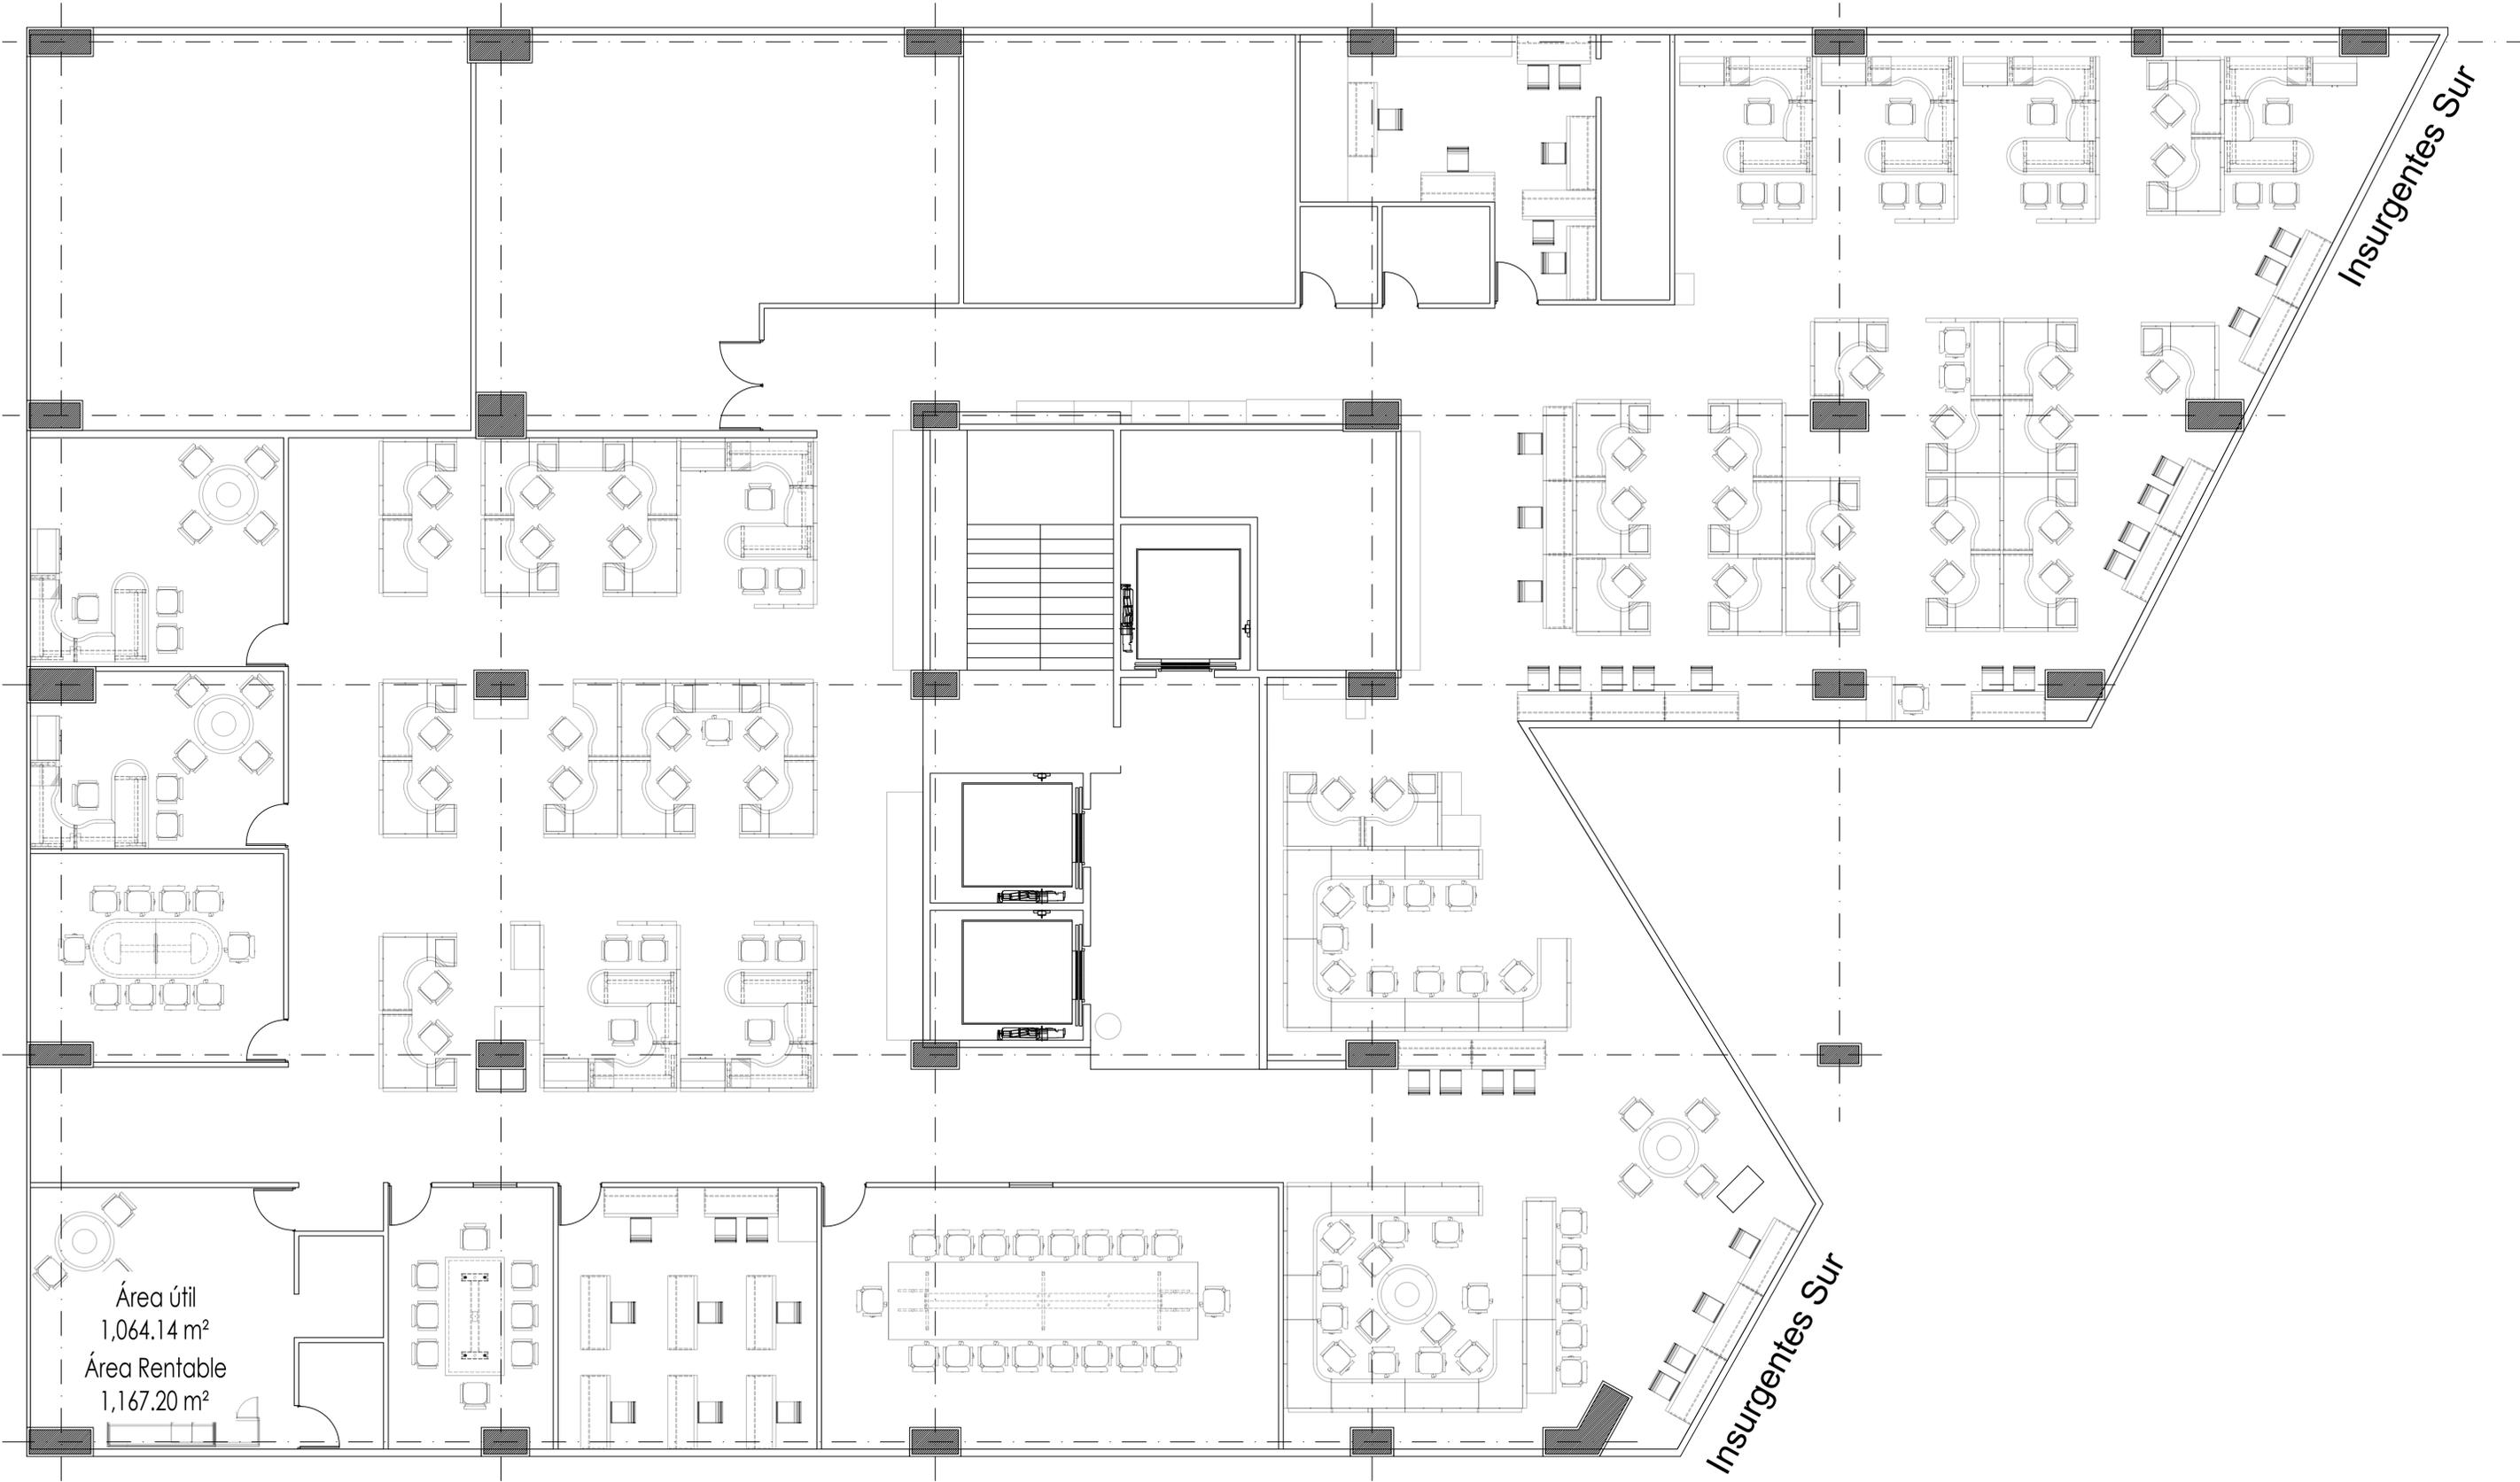 Insurgentes Sur
Área útil
1,064.14 m²
Área Rentable
1,167.20 m²
Insurgentes Sur